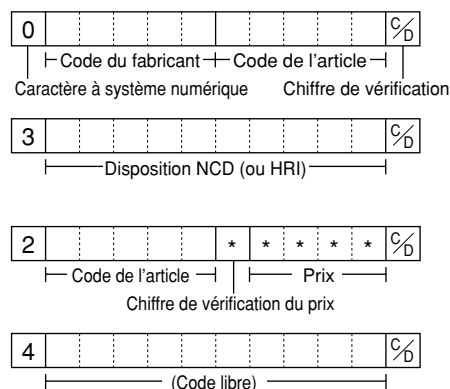 0 C/D
Code du fabricant Code de l'article
Caractère à système numérique Chiffre de vérification
3 C/D
Disposition NCD (ou HRI)
2 * * * * * C/D
Code de l'article Prix
Chiffre de vérification du prix
4 C/D
(Code libre)